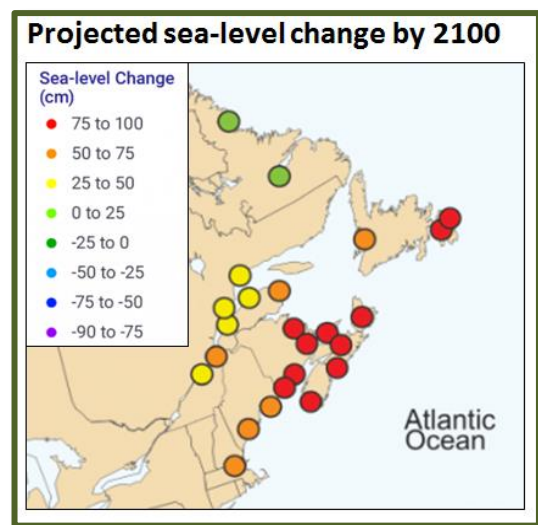 Projected sea-level change by 2100
Sea-level Change
(cm)
75 to 100
50 to 75
25 to 50
0 to 25
-25 to 0
-50 to -25
-75 to -50
-90 to -75
Atlantic
Ocean